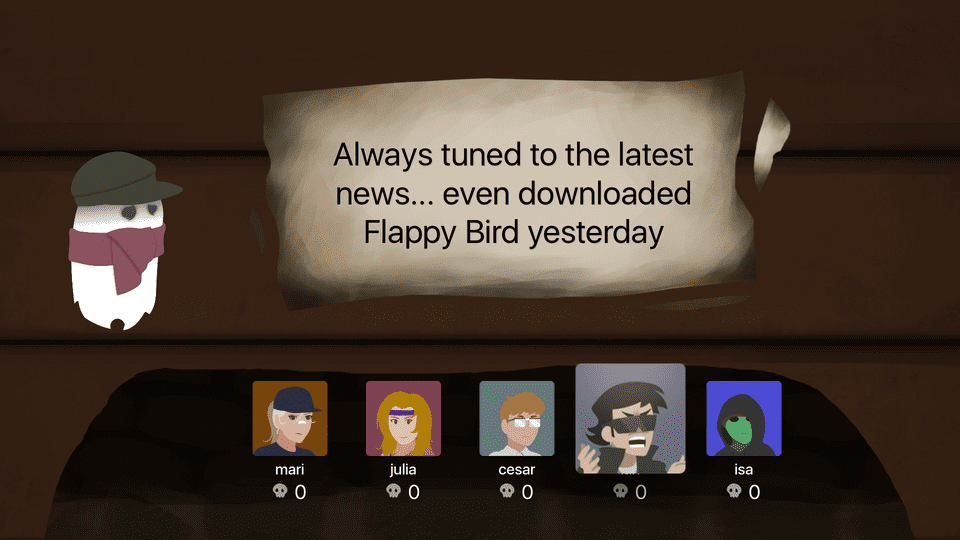 Always tuned to the latest
news... even downloaded
Flappy Bird yesterday
mari
julia
cesar
isa
0
0
0
0
0